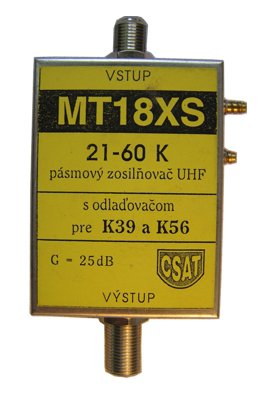 VSTUP
MT18XS
21-60 K
pásmový zosilňovač UHF
s odlaďovačom
pre K39 a K56
G = 25dB
CSAT
VÝSTUP